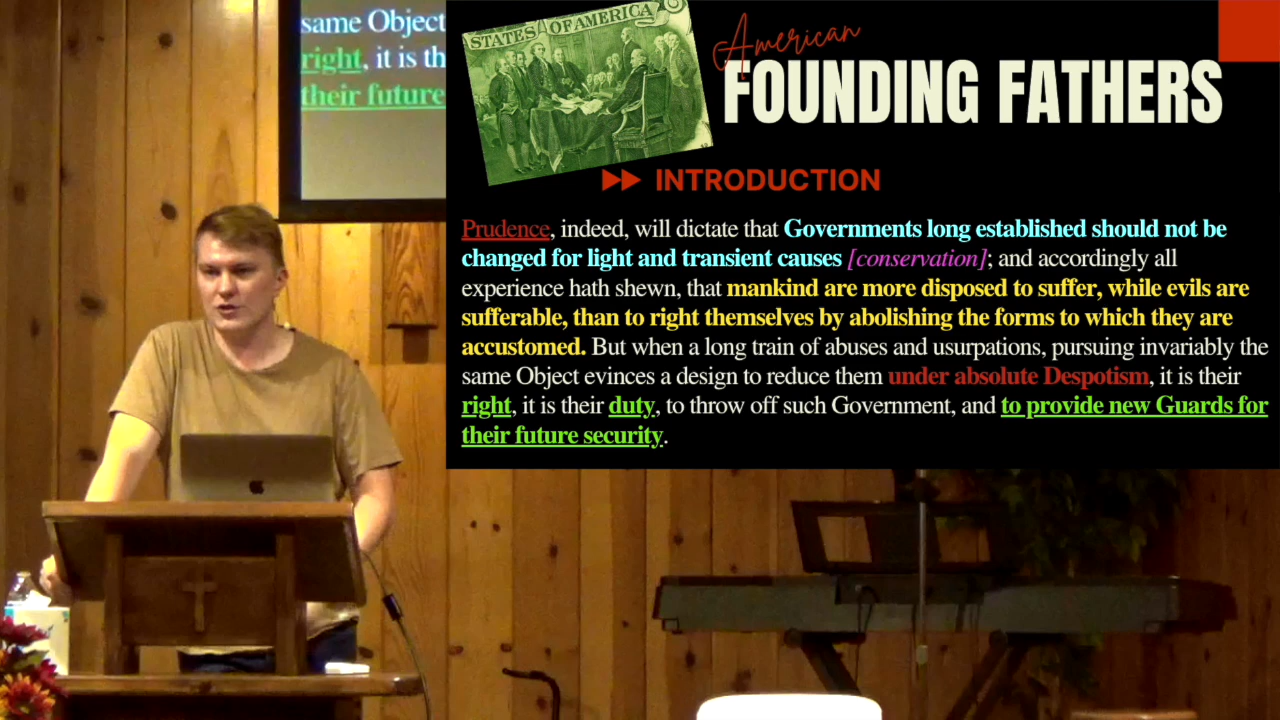 same Object
right, it is th
their future
STATES OF AMERICA
American
FOUNDING FATHERS
INTRODUCTION
Prudence, indeed, will dictate that Governments long established should not be
changed for light and transient causes [conservation]; and accordingly all
experience hath shewn, that mankind are more disposed to suffer, while evils are
sufferable, than to right themselves by abolishing the forms to which they are
accustomed. But when a long train of abuses and usurpations, pursuing invariably the
same Object evinces a design to reduce them under absolute Despotism, it is their
right, it is their duty, to throw off such Government, and to provide new Guards for
their future security.